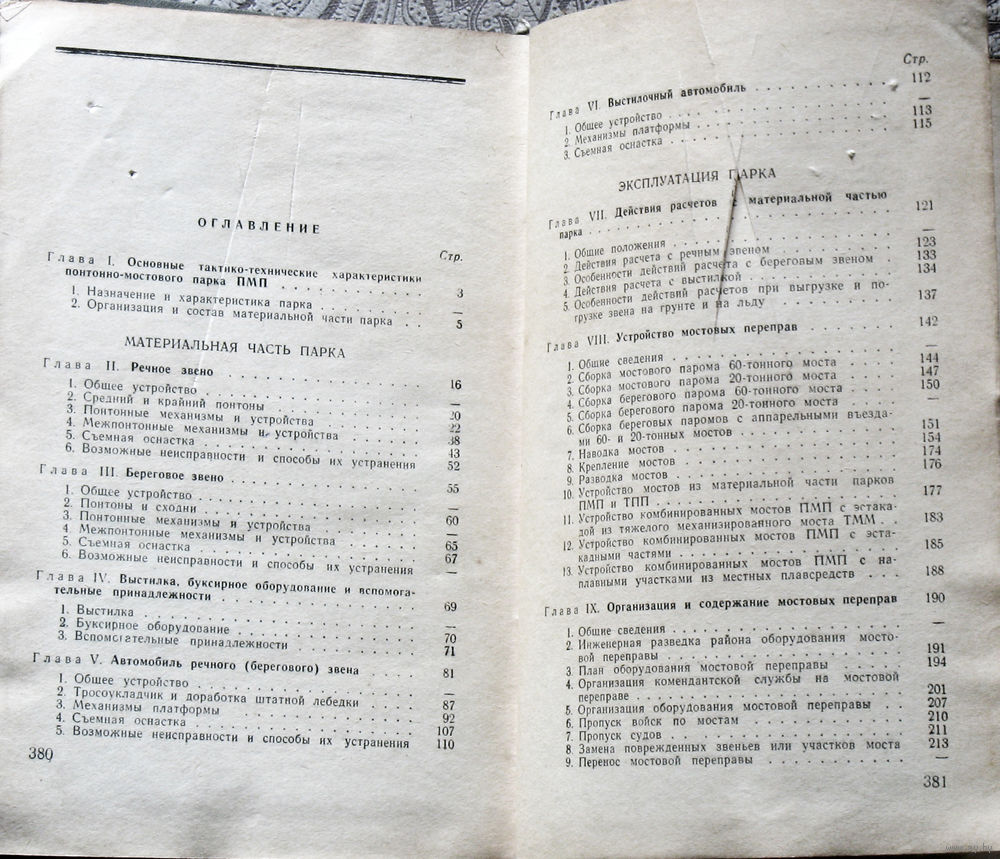 ОГЛАВЛЕНИЕ
Стр.
Глава I. Основные тактико-технические характеристики
понтонно-мостового парка ПМП . . . . . . . . . . 3
1. Назначение и характеристика парка . . . . . . . —
2. Организация и состав материальной части парка . . 5
МАТЕРИАЛЬНАЯ ЧАСТЬ ПАРКА
Глава II. Речное звено . . . . . . . . . . 16
1. Общее устройство . . . . . . . . . . —
2. Средний и крайний понтоны . . . . . . . . —
3. Понтонные механизмы и устройства . . . . . . 20
4. Межпонтонные механизмы и устройства . . . . . 22
5. Съемная оснастка . . . . . . . . . . 38
6. Возможные неисправности и способы их устранения 43
52
Глава III. Береговое звено . . . . . . . . . . 55
1. Общее устройство . . . . . . . . . . —
2. Понтоны и сходни . . . . . . . . . . —
3. Понтонные механизмы и устройства . . . . . . 60
4. Межпонтонные механизмы и устройства . . . . . —
5. Съемная оснастка . . . . . . . . . . 65
6. Возможные неисправности и способы их устранения 67
—
Глава IV. Выстилка, буксирное оборудование и вспомога-
тельные принадлежности . . . . . . . . . . 69
1. Выстилка . . . . . . . . . . —
2. Буксирное оборудование . . . . . . . . . 70
3. Вспомогательные принадлежности . . . . . . . 71
Глава V. Автомобиль речного (берегового) звена . . . 81
1. Общее устройство . . . . . . . . . . —
2. Тросоукладчик и доработка штатной лебедки . . . . 87
3. Механизмы платформы . . . . . . . . . . 92
4. Съемная оснастка . . . . . . . . . . 107
5. Возможные неисправности и способы их устранения 110
380
Стр.
Глава VI. Выстилочный автомобиль . . . . . . . . 112
1. Общее устройство . . . . . . . . . . —
2. Механизмы платформы . . . . . . . . . . 113
3. Съемная оснастка . . . . . . . . . . 115
ЭКСПЛУАТАЦИЯ ПАРКА
Глава VII. Действия расчетов с материальной частью
парка . . . . . . . . . . 121
1. Общие положения . . . . . . . . . . —
2. Действия расчета с речным звеном . . . . . . 123
3. Особенности действий расчета с береговым звеном . 133
4. Действия расчета с выстилкой . . . . . . . . 134
5. Особенности действий расчетов при выгрузке и по-
грузке звена на грунте и на льду . . . . . . . 137
Глава VIII. Устройство мостовых переправ . . . . . 142
1. Общие сведения . . . . . . . . . . —
2. Сборка мостового парома 60-тонного моста . . . . 144
3. Сборка мостового парома 20-тонного моста . . . . 147
4. Сборка берегового парома 60-тонного моста . . . . 150
5. Сборка берегового парома 20-тонного моста . . . . —
6. Сборка береговых паромов с аппарельными въезда-
ми 60- и 20-тонных мостов . . . . . . . . . 151
7. Наводка мостов . . . . . . . . . . 154
8. Крепление мостов . . . . . . . . . . 174
9. Разводка мостов . . . . . . . . . . 176
10. Устройство мостов из материальной части парков
ПМП и ТПП . . . . . . . . . . 177
11. Устройство комбинированных мостов ПМП с эстака-
дой из тяжелого механизированного моста ТММ . . 183
12. Устройство комбинированных мостов ПМП с эста-
кадными частями . . . . . . . . . . 185
13. Устройство комбинированных мостов ПМП с на-
плавными участками из местных плавсредств . . . 188
Глава IX. Организация и содержание мостовых переправ 190
1. Общие сведения . . . . . . . . . . —
2. Инженерная разведка района оборудования мосто-
вой переправы . . . . . . . . . . 191
3. План оборудования мостовой переправы . . . . . 194
4. Организация комендантской службы на мостовой
переправе . . . . . . . . . . 201
5. Организация оборудования мостовой переправы . . 207
6. Пропуск войск по мостам . . . . . . . . . 210
7. Пропуск судов . . . . . . . . . . 211
8. Замена поврежденных звеньев или участков моста 213
9. Перенос мостовой переправы . . . . . . . . —
381